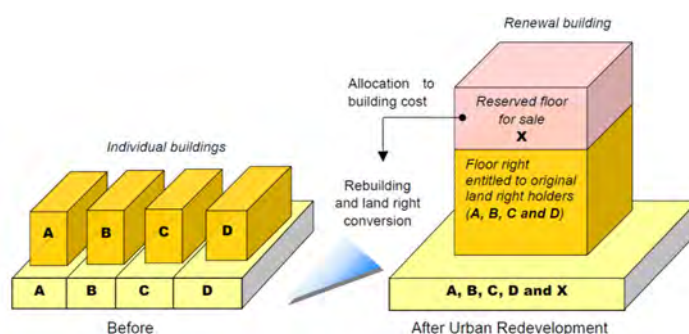 Renewal building
Allocation to
building cost
Reserved floor
for sale
X
Individual buildings
Floor right
entitled to original
land right holders
(A, B, C and D)
Rebuilding
and land right
conversion
A
B
C
D
A
B
C
D
A, B, C, D and X
Before
After Urban Redevelopment